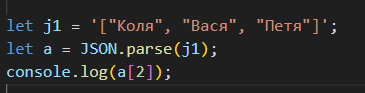 let j1 = '["Коля", "Вася", "Петя"]';
let a = JSON.parse(j1);
console.log(a[2]);